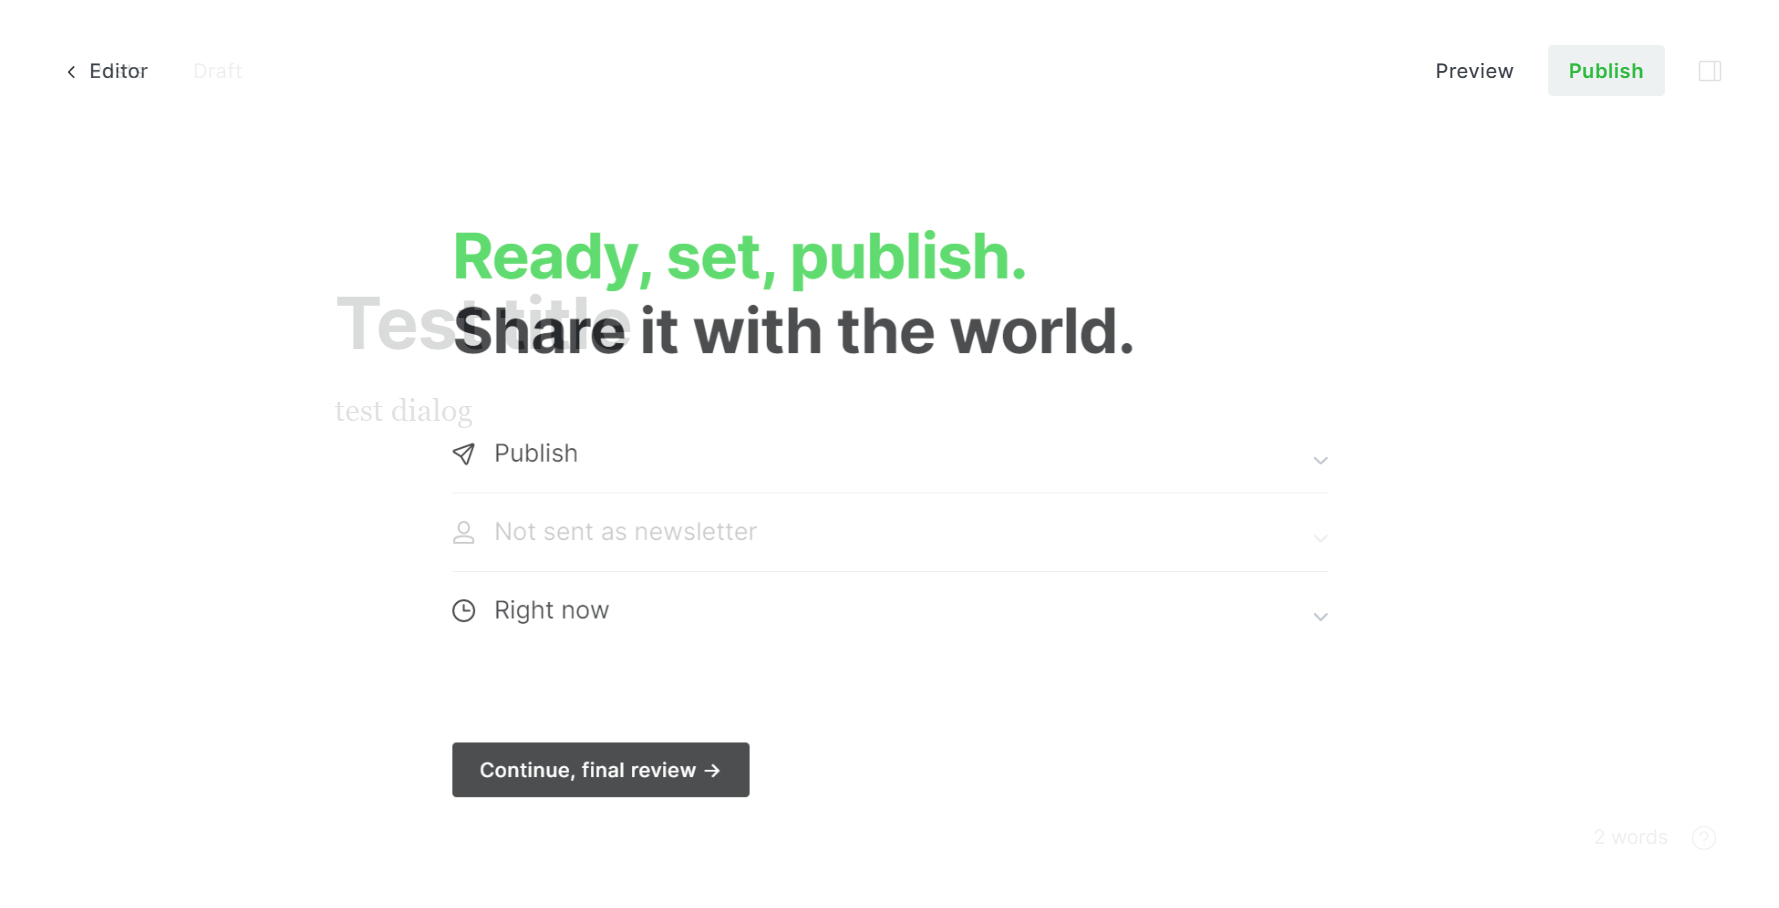 Editor
Draft
Preview
Publish
Ready, set, publish.
Test title
Share it with the world.
test dialog
Publish
Not sent as newsletter
Right now
Continue, final review →
2 words